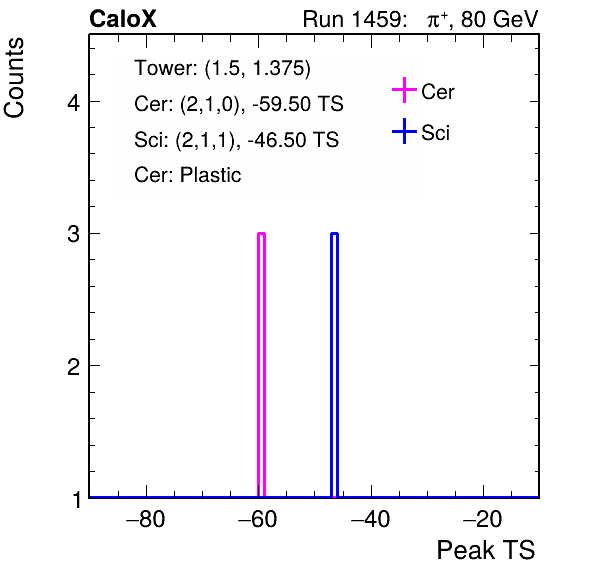 CaloX Run 1459: π⁺, 80 GeV
Counts
Tower: (1.5, 1.375)
Cer: (2,1,0), -59.50 TS
Sci: (2,1,1), -46.50 TS
Cer: Plastic
Cer
Sci
4
3
2
1
−80 −60 −40 −20
Peak TS